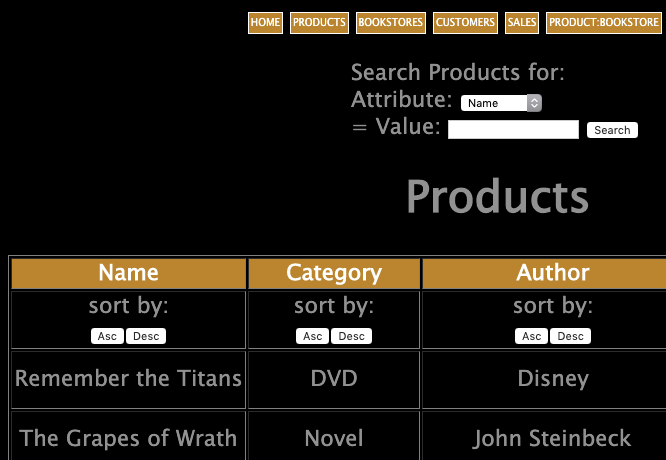 HOME PRODUCTS BOOKSTORES CUSTOMERS SALES PRODUCT:BOOKSTORE
Search Products for:
Attribute: Name
= Value: Search
Products
Name Category Author
sort by: sort by: sort by:
Asc Desc Asc Desc Asc Desc
Remember the Titans DVD Disney
The Grapes of Wrath Novel John Steinbeck